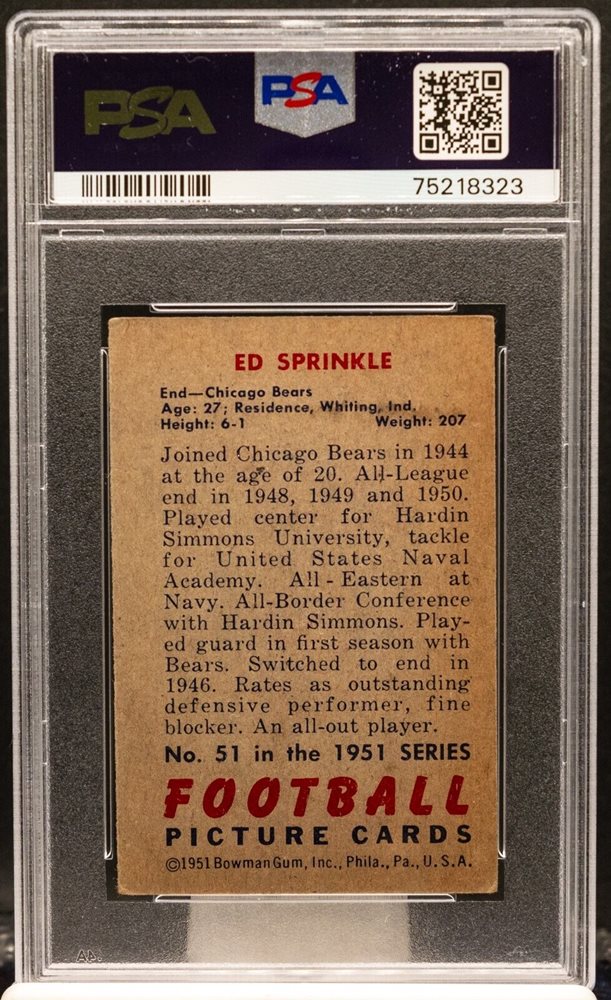 PSA
PSA
75218323
ED SPRINKLE
End—Chicago Bears
Age: 27; Residence, Whiting, Ind.
Height: 6-1 Weight: 207
Joined Chicago Bears in 1944
at the age of 20. All-League
end in 1948, 1949 and 1950.
Played center for Hardin
Simmons University, tackle
for United States Naval
Academy. All-Eastern at
Navy. All-Border Conference
with Hardin Simmons. Play-
ed guard in first season with
Bears. Switched to end in
1946. Rates as outstanding
defensive performer, fine
blocker. An all-out player.
No. 51 in the 1951 SERIES
FOOTBALL
PICTURE CARDS
©1951 Bowman Gum, Inc., Phila., Pa., U.S.A.